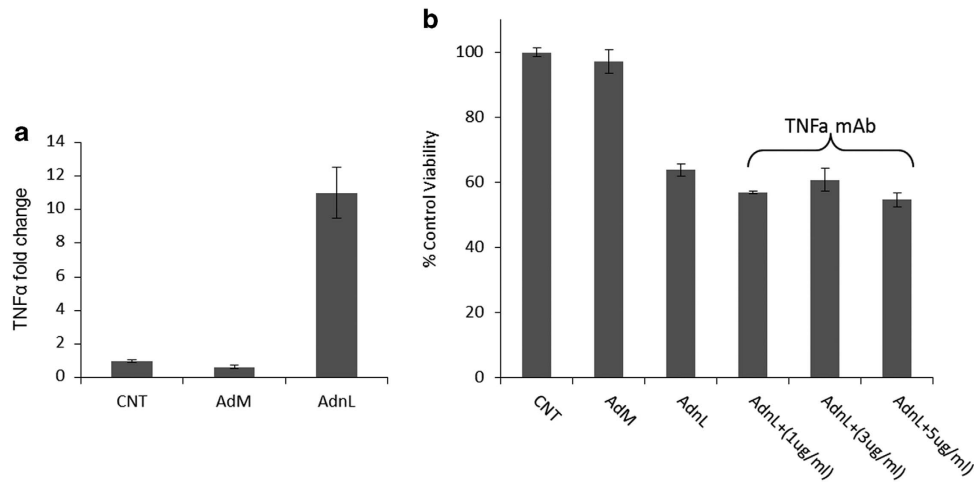 a
TNFα fold change
14
12
10
8
6
4
2
0
CNT
AdM
AdnL
b
% Control Viability
100
80
60
40
20
0
TNFa mAb
CNT
AdM
AdnL
AdnL+(1ug/ml)
AdnL+(3ug/ml)
AdnL+5ug/ml)